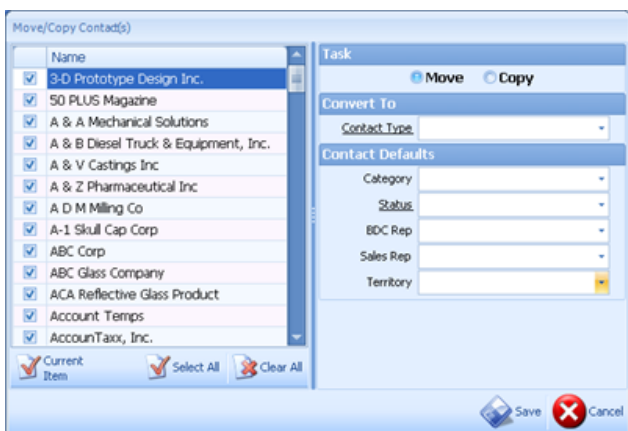 Move/Copy Contact(s)
Name
3-D Prototype Design Inc.
50 PLUS Magazine
A & A Mechanical Solutions
A & B Diesel Truck & Equipment, Inc.
A & V Castings Inc
A & Z Pharmaceutical Inc
A D M Milling Co
A-1 Skull Cap Corp
ABC Corp
ABC Glass Company
ACA Reflective Glass Product
Account Temps
AccounTaxx, Inc.
Current Item
Select All
Clear All
Task
Move Copy
Convert To
Contact Type
Contact Defaults
Category
Status
BDC Rep
Sales Rep
Territory
Save Cancel